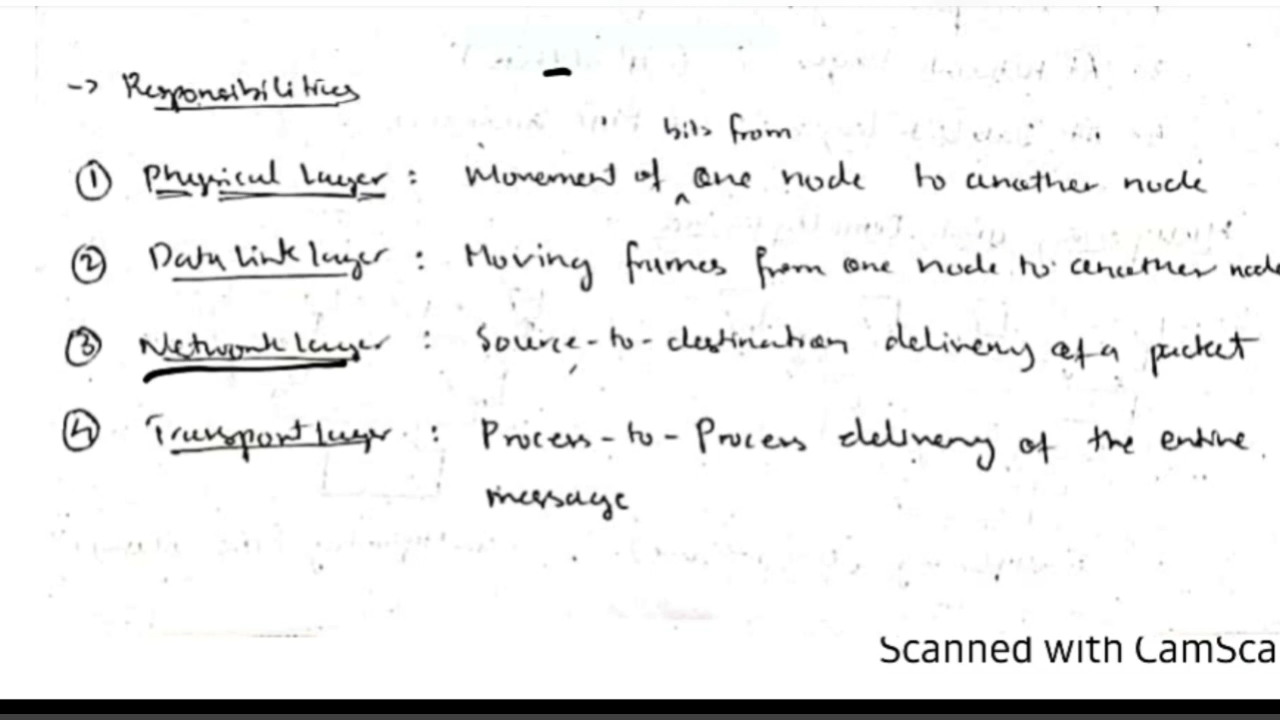 -> Responsibilities
① Physical layer : Movement of bits from one node to another node
② Data Link layer : Moving frames from one node to another node
③ Network layer : Source-to-destination delivery of a packet
④ Transport layer : Process-to-Process delivery of the entire
message
Scanned with CamSca